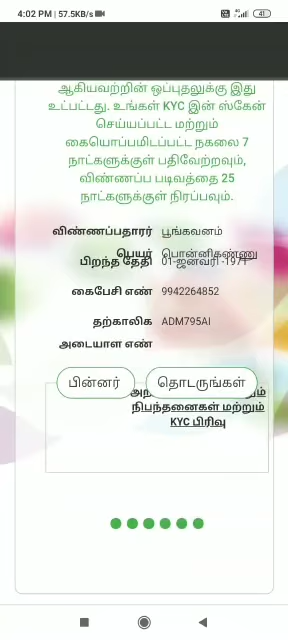 4:02 PM | 57.5KB/s
41
ஆகியவற்றின் ஒப்புதலுக்கு இது
உட்பட்டது. உங்கள் KYC இன் ஸ்கேன்
செய்யப்பட்ட மற்றும்
கையொப்பமிடப்பட்ட நகலை 7
நாட்களுக்குள் பதிவேற்றவும்,
விண்ணப்ப படிவத்தை 25
நாட்களுக்குள் நிரப்பவும்.
விண்ணப்பதாரர் பூங்கவனம்
பெயர் பொன்னிகண்ணு
பிறந்த தேதி 01-ஜனவரி-1971
கைபேசி எண் 9942264852
தற்காலிக ADM795AI
அடையாள எண்
பின்னர் தொடருங்கள்
நிபந்தனைகள் மற்றும்
KYC பிரிவு